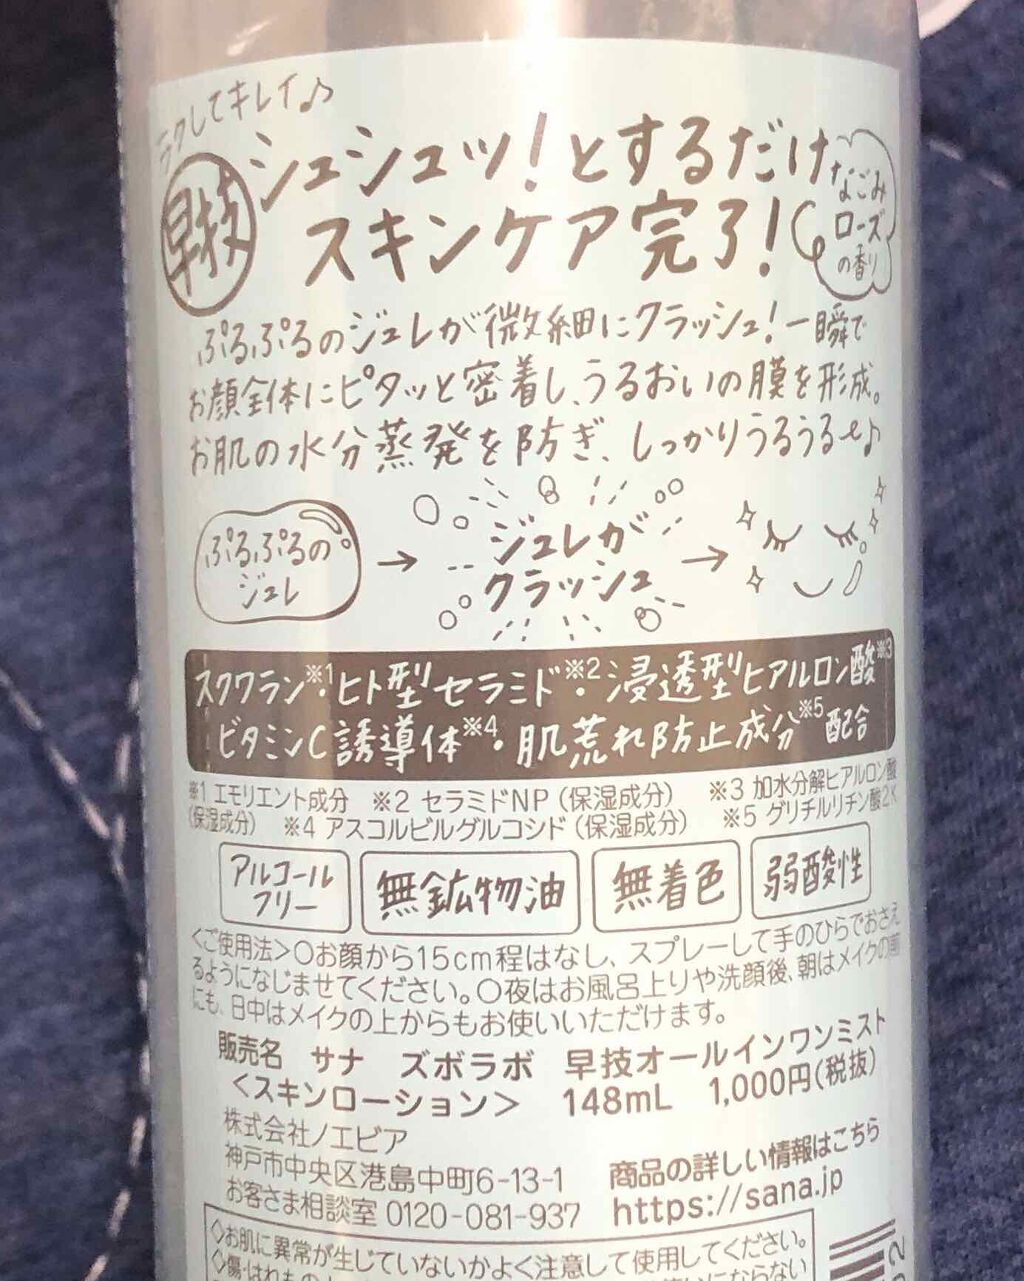 ラクしてキレイ♪
早技
シュシュッ!とするだけ
スキンケア完了!
なごみ
ローズ
の香り
ぷるぷるのジュレが微細にクラッシュ!一瞬で
お顔全体にピタッと密着し、うるおいの膜を形成。
お肌の水分蒸発を防ぎ、しっかりうるうる〜♪
ぷるぷるの
ジュレ
→
ジュレが
クラッシュ
→
スクワラン※1・ヒト型セラミド※2・浸透型ヒアルロン酸※3
ビタミンC誘導体※4・肌荒れ防止成分※5配合
※1 エモリエント成分 ※2 セラミドNP(保湿成分) ※3 加水分解ヒアルロン酸
(保湿成分) ※4 アスコルビルグルコシド(保湿成分) ※5 グリチルリチン酸2K
アルコール
フリー
無鉱物油
無着色
弱酸性
<ご使用法>○お顔から15cm程はなし、スプレーして手のひらでおさえ
るようになじませてください。○夜はお風呂上りや洗顔後、朝はメイクの前
にも、日中はメイクの上からもお使いいただけます。
販売名 サナ ズボラボ 早技オールインワンミスト
<スキンローション> 148mL 1,000円(税抜)
株式会社ノエビア
神戸市中央区港島中町6-13-1
お客さま相談室 0120-081-937
商品の詳しい情報はこちら
https://sana.jp
◇お肌に異常が生じていないかよく注意して使用してください。